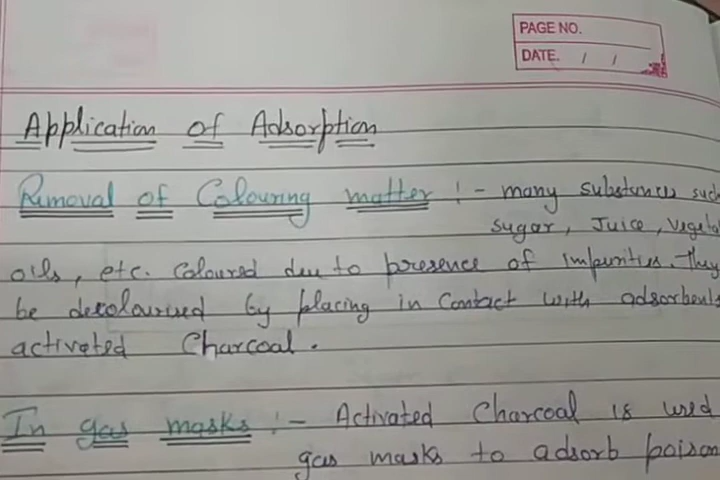 PAGE NO.
DATE. / /
Application of Adsorption
Removal of Colouring matter :- many substances such
sugar, Juice, vegeta
oils, etc. Coloured due to presence of impurities. They
be decolourised by placing in Contact with adsorbents
activated Charcoal.
In gas masks :- Activated Charcoal is used
gas masks to adsorb poison